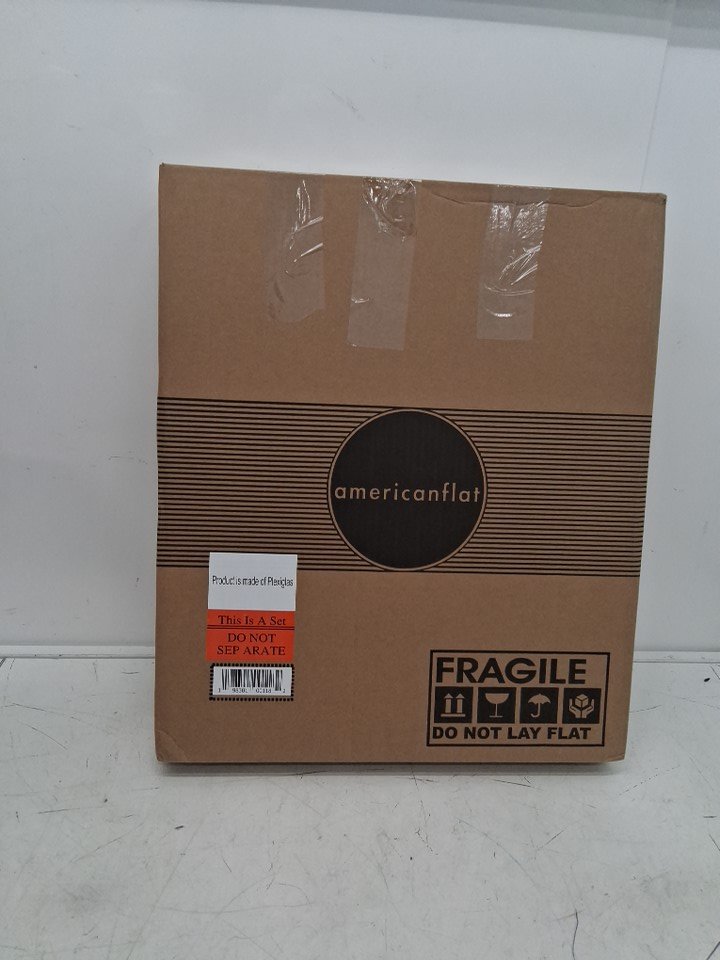 americanflat
Product is made of Plexiglas
This Is A Set
DO NOT
SEP ARATE
FRAGILE
DO NOT LAY FLAT